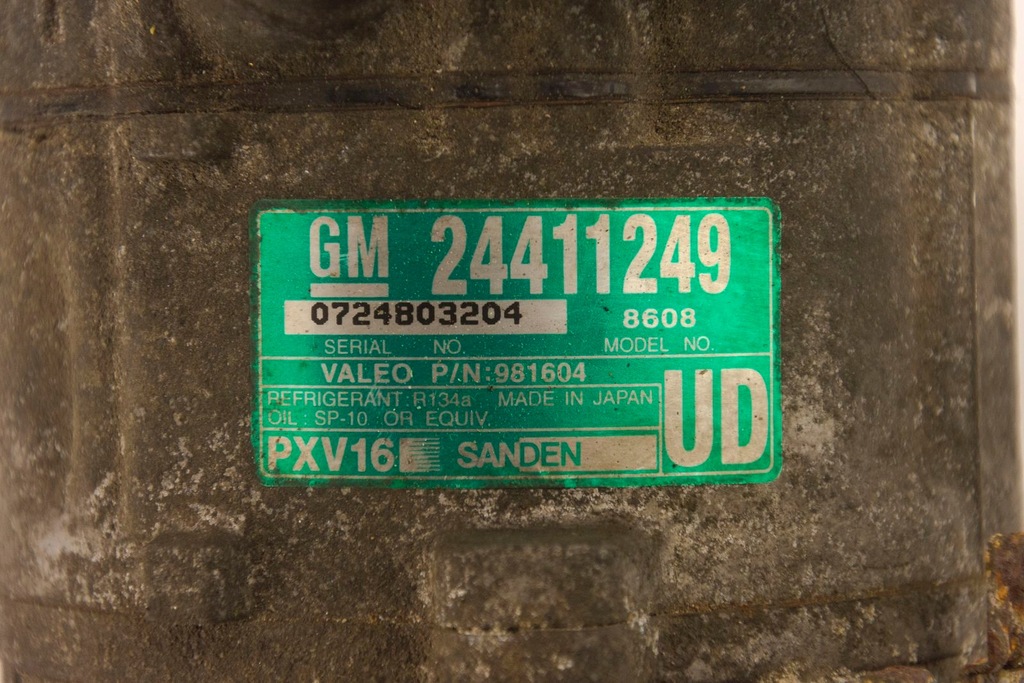 GM 24411249
0724803204 8608
SERIAL NO. MODEL NO.
VALEO P/N:981604
REFRIGERANT:R134a MADE IN JAPAN
OIL : SP-10 OR EQUIV.
UD
PXV16 SANDEN